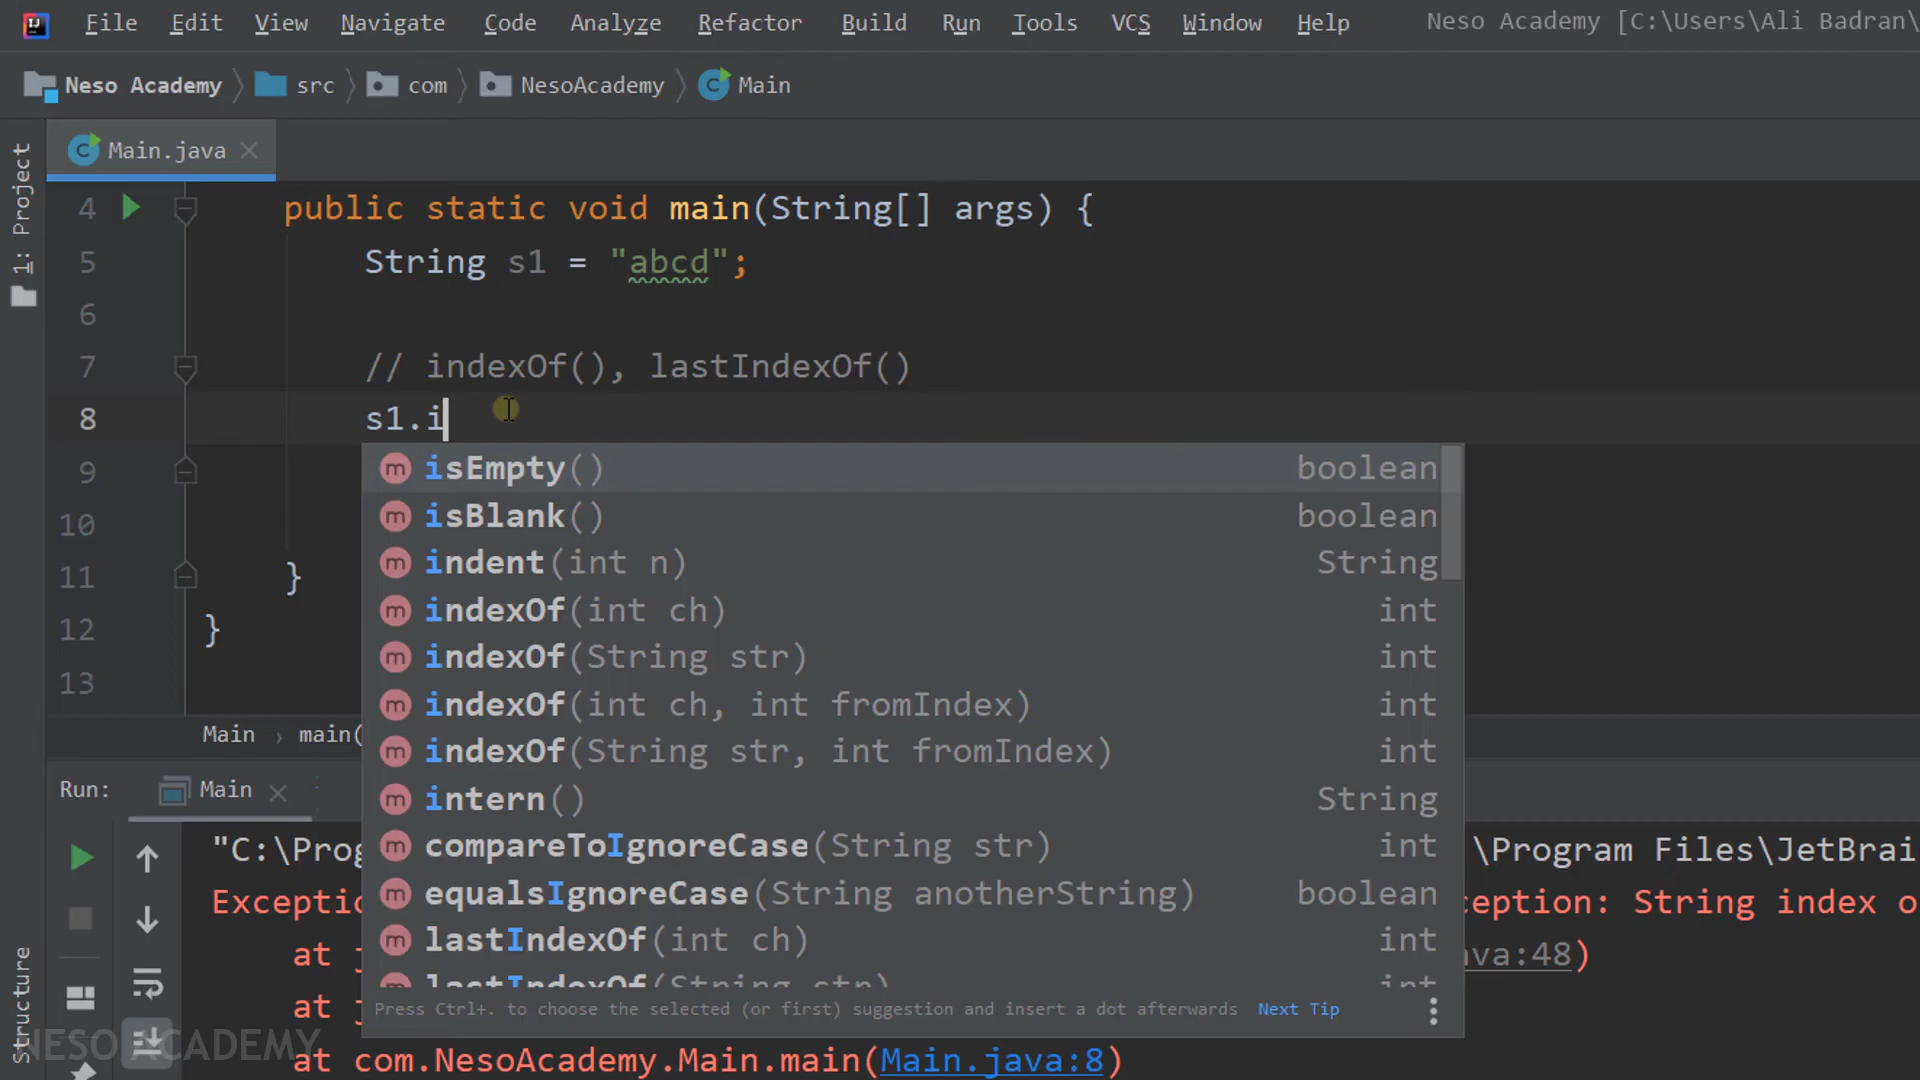 File Edit View Navigate Code Analyze Refactor Build Run Tools VCS Window Help Neso Academy [C:\Users\Ali Badran\
Neso Academy src com NesoAcademy Main
Main.java
1: Project
4 public static void main(String[] args) {
5 String s1 = "abcd";
6
7 // indexOf(), lastIndexOf()
8 s1.i
9
10
11 }
12 }
13
isEmpty() boolean
isBlank() boolean
indent(int n) String
indexOf(int ch) int
indexOf(String str) int
indexOf(int ch, int fromIndex) int
indexOf(String str, int fromIndex) int
intern() String
compareToIgnoreCase(String str) int
equalsIgnoreCase(String anotherString) boolean
lastIndexOf(int ch) int
lastIndexOf(String str) int
Press Ctrl+. to choose the selected (or first) suggestion and insert a dot afterwards Next Tip
Main main(
Run: Main
"C:\Prog \Program Files\JetBrai
Exceptio ception: String index o
at j ava:48)
at j
at com.NesoAcademy.Main.main(Main.java:8)
Structure
NESO ACADEMY